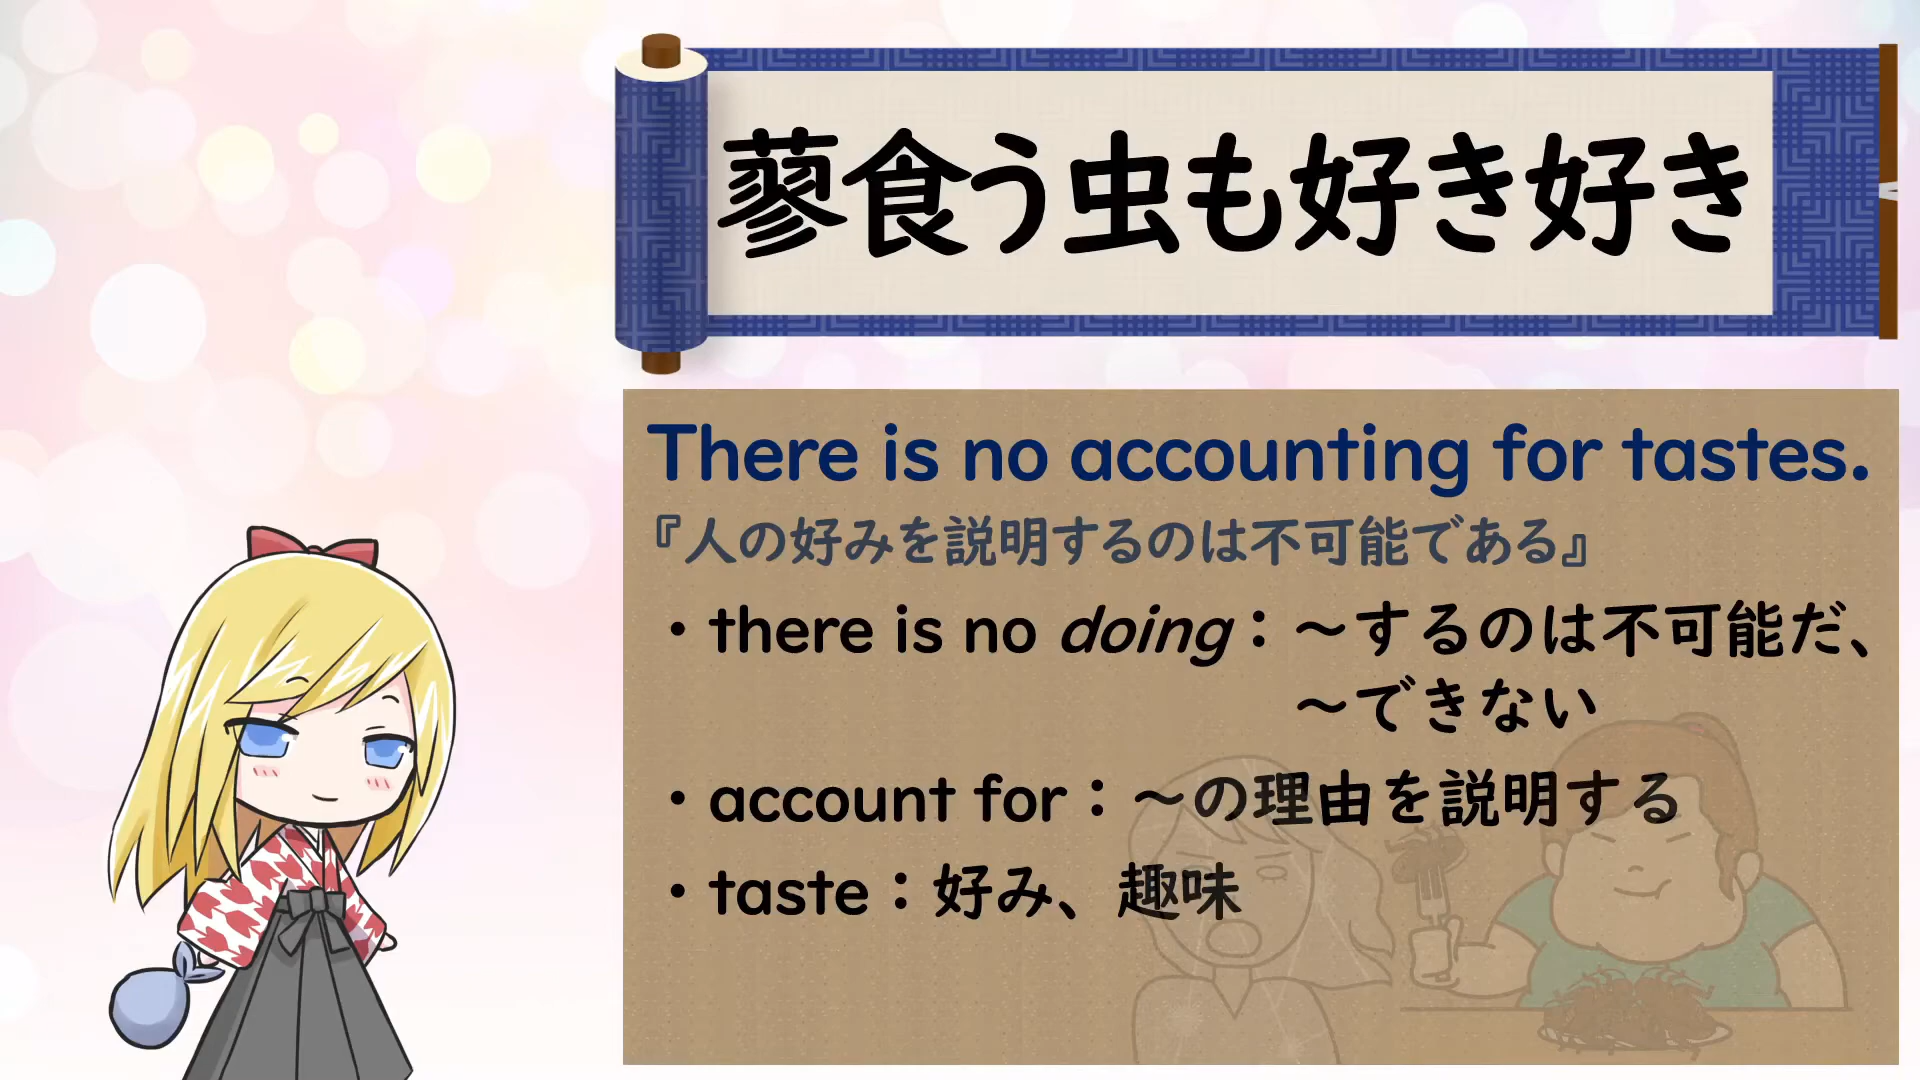 蓼食う虫も好き好き
There is no accounting for tastes.
『人の好みを説明するのは不可能である』
・there is no doing：～するのは不可能だ、
～できない
・account for：～の理由を説明する
・taste：好み、趣味